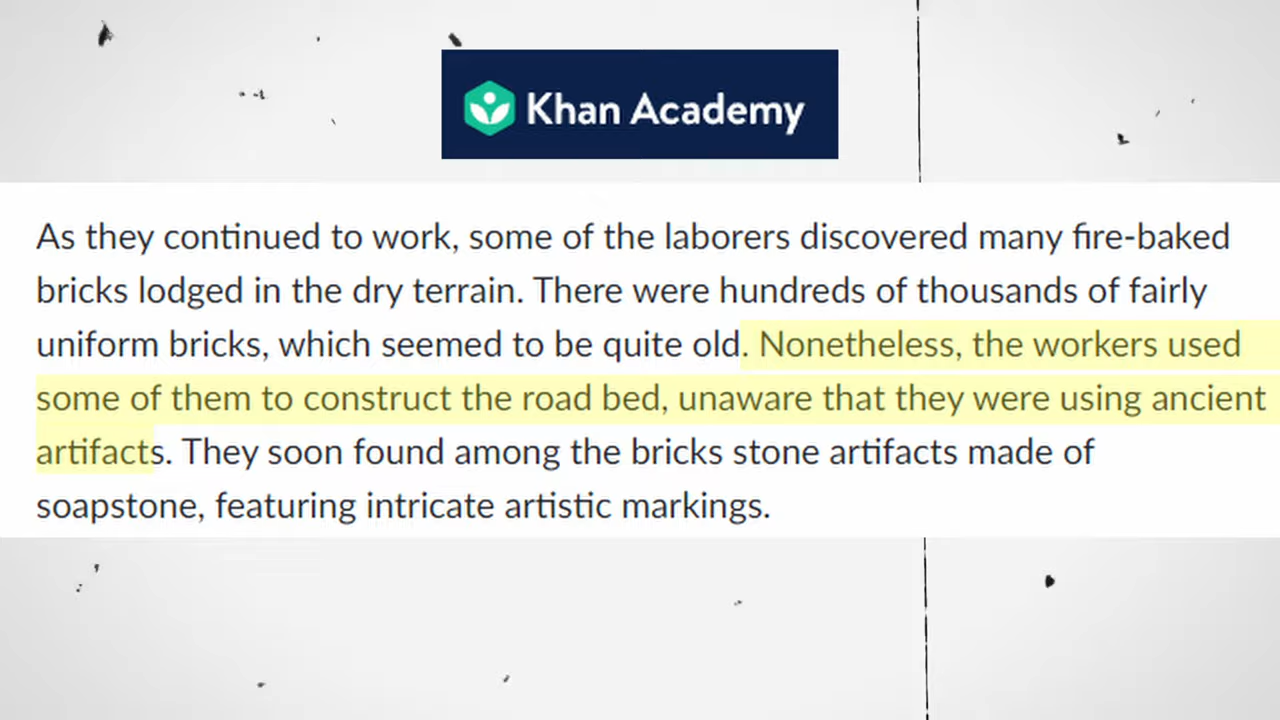 Khan Academy
As they continued to work, some of the laborers discovered many fire-baked
bricks lodged in the dry terrain. There were hundreds of thousands of fairly
uniform bricks, which seemed to be quite old. Nonetheless, the workers used
some of them to construct the road bed, unaware that they were using ancient
artifacts. They soon found among the bricks stone artifacts made of
soapstone, featuring intricate artistic markings.